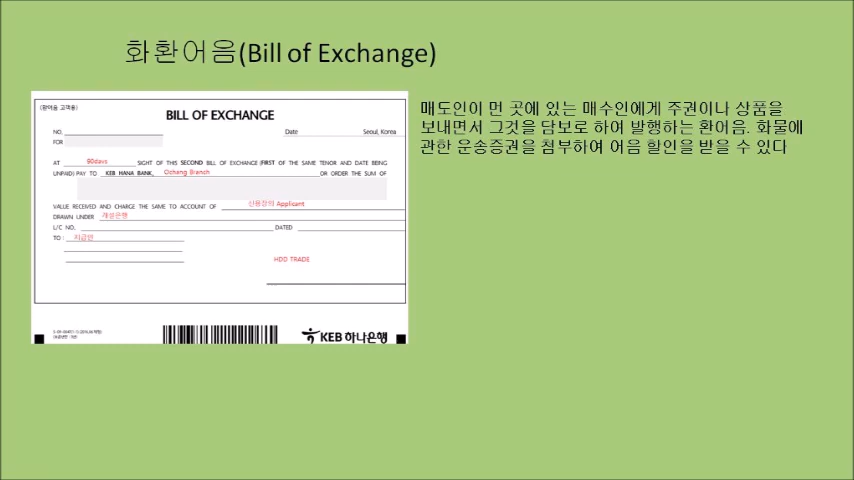 화환어음(Bill of Exchange)
(환어음 고객용)
BILL OF EXCHANGE
NO.
Date Seoul, Korea
FOR
AT 90days SIGHT OF THIS SECOND BILL OF EXCHANGE (FIRST OF THE SAME TENOR AND DATE BEING
UNPAID) PAY TO KEB HANA BANK, Ochang Branch OR ORDER THE SUM OF
VALUE RECEIVED AND CHARGE THE SAME TO ACCOUNT OF 신용장의 Applicant
DRAWN UNDER 개설은행
L/C NO. DATED
TO : 지급인
HDD TRADE
KEB 하나은행
매도인이 먼 곳에 있는 매수인에게 주권이나 상품을
보내면서 그것을 담보로 하여 발행하는 환어음. 화물에
관한 운송증권을 첨부하여 어음 할인을 받을 수 있다